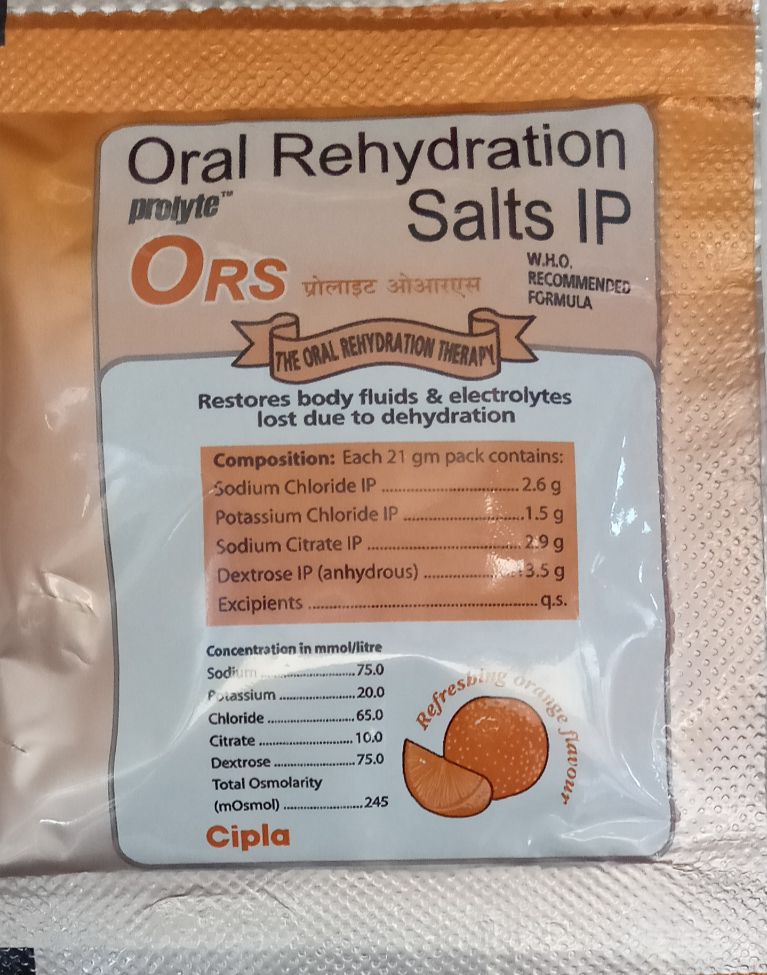 Oral Rehydration
Salts IP
prolyte™
ORS प्रोलाइट ओआरएस
W.H.O.
RECOMMENDED
FORMULA
THE ORAL REHYDRATION THERAPY
Restores body fluids & electrolytes
lost due to dehydration
Composition: Each 21 gm pack contains:
Sodium Chloride IP ................................ 2.6 g
Potassium Chloride IP ............................1.5 g
Sodium Citrate IP .................................... 2.9 g
Dextrose IP (anhydrous) .......................13.5 g
Excipients ...................................................... q.s.
Concentration in mmol/litre
Sodium ........................75.0
Potassium ....................20.0
Chloride ....................... 65.0
Citrate .......................... 10.0
Dextrose ...................... 75.0
Total Osmolarity
(mOsmol) ......................245
Refreshing orange flavour
Cipla